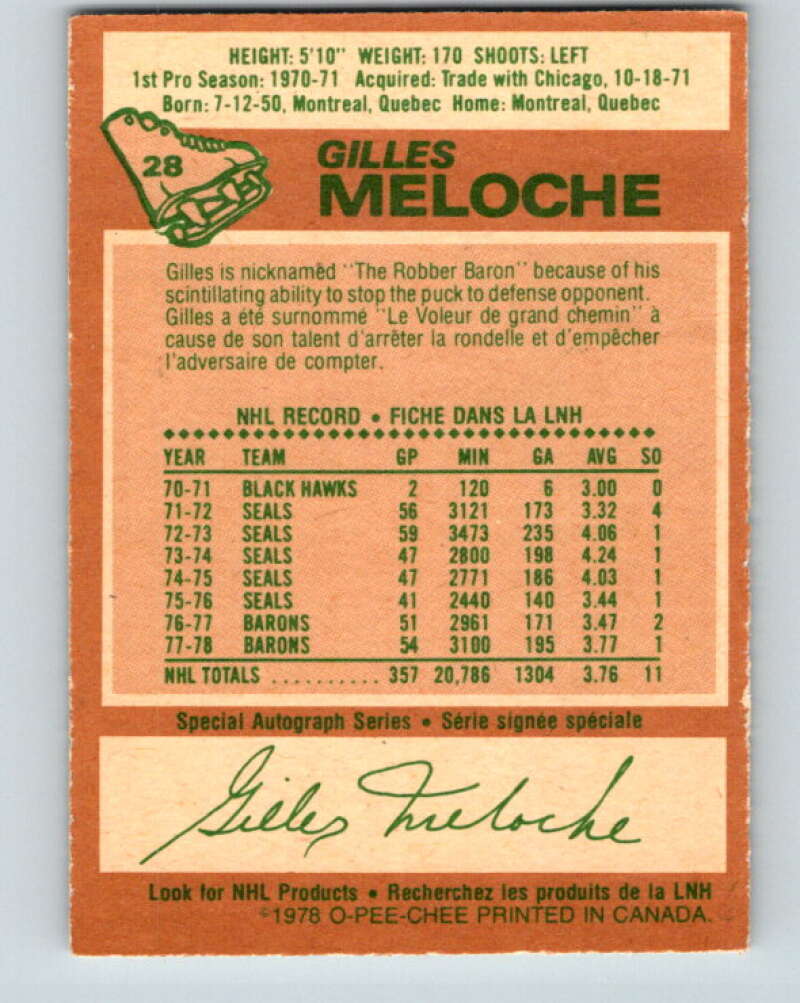 HEIGHT: 5'10" WEIGHT: 170 SHOOTS: LEFT
1st Pro Season: 1970-71 Acquired: Trade with Chicago, 10-18-71
Born: 7-12-50, Montreal, Quebec Home: Montreal, Quebec
28
GILLES
MELOCHE
Gilles is nicknamêd "The Robber Baron" because of his
scintillating ability to stop the puck to defense opponent.
Gilles a été surnommé "Le Voleur de grand chemin" à
cause de son talent d'arrêter la rondelle et d'empêcher
l'adversaire de compter.
NHL RECORD • FICHE DANS LA LNH
YEAR TEAM GP MIN GA AVG SO
70-71 BLACK HAWKS 2 120 6 3.00 0
71-72 SEALS 56 3121 173 3.32 4
72-73 SEALS 59 3473 235 4.06 1
73-74 SEALS 47 2800 198 4.24 1
74-75 SEALS 47 2771 186 4.03 1
75-76 SEALS 41 2440 140 3.44 1
76-77 BARONS 51 2961 171 3.47 2
77-78 BARONS 54 3100 195 3.77 1
NHL TOTALS .......... 357 20,786 1304 3.76 11
Special Autograph Series • Série signée spéciale
Gilles Meloche
Look for NHL Products • Recherchez les produits de la LNH
©1978 O-PEE-CHEE PRINTED IN CANADA.